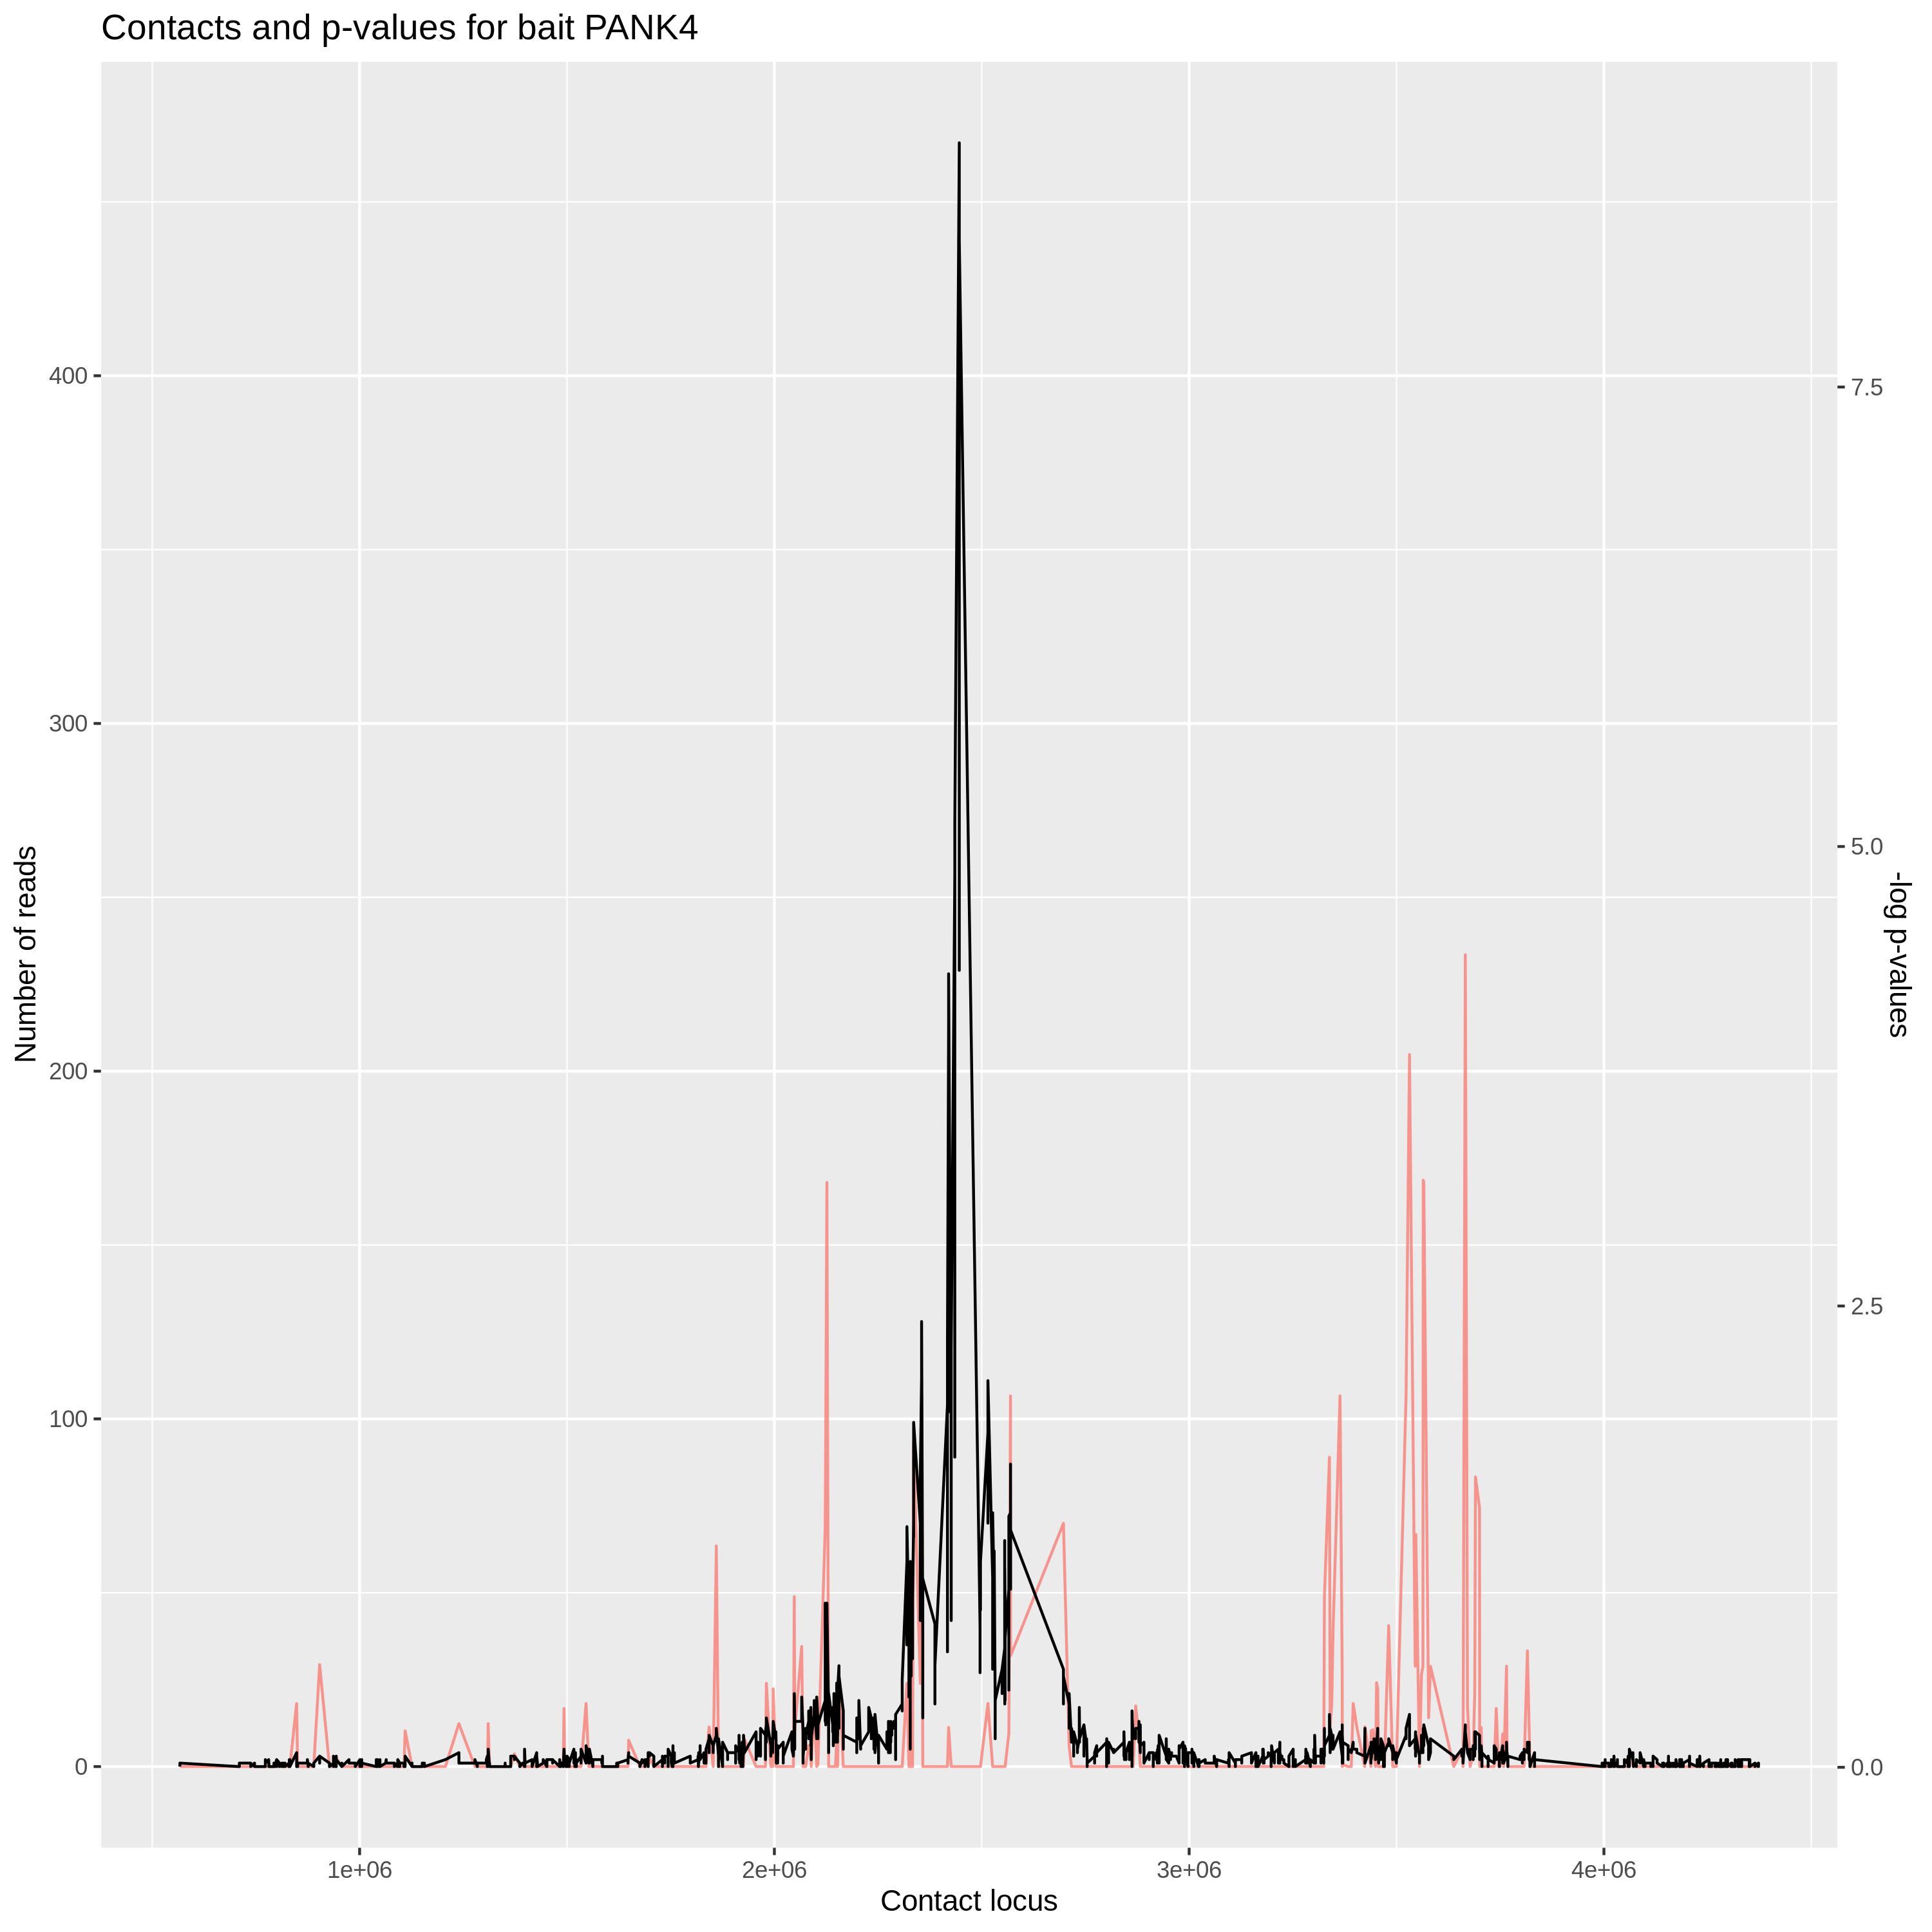 Contacts and p-values for bait PANK4
400
300
200
100
0
Number of reads
7.5
5.0
2.5
0.0
-log p-values
1e+06
2e+06
3e+06
4e+06
Contact locus